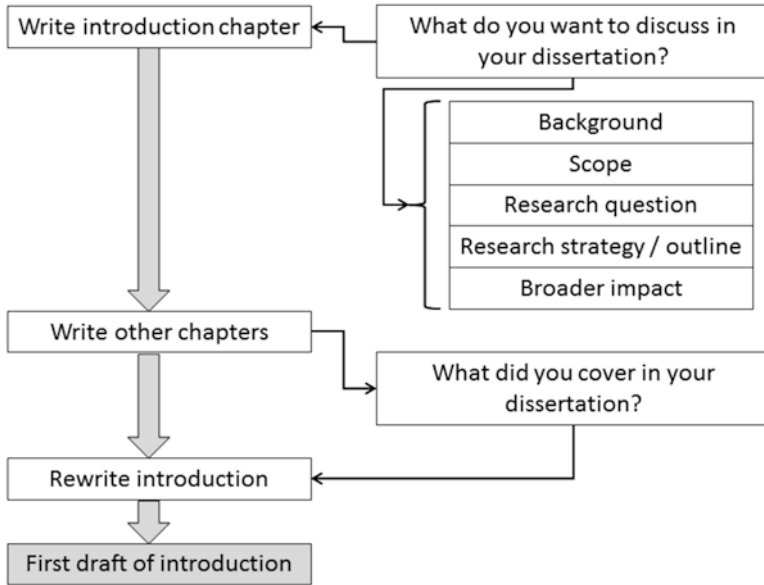 Write introduction chapter
What do you want to discuss in
your dissertation?
Background
Scope
Research question
Research strategy / outline
Broader impact
Write other chapters
What did you cover in your
dissertation?
Rewrite introduction
First draft of introduction